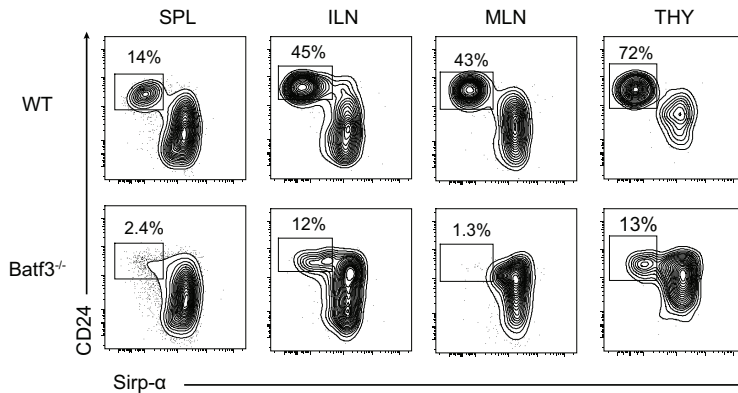 SPL ILN MLN THY
WT
14% 45% 43% 72%
Batf3-/-
2.4% 12% 1.3% 13%
CD24
Sirp-α